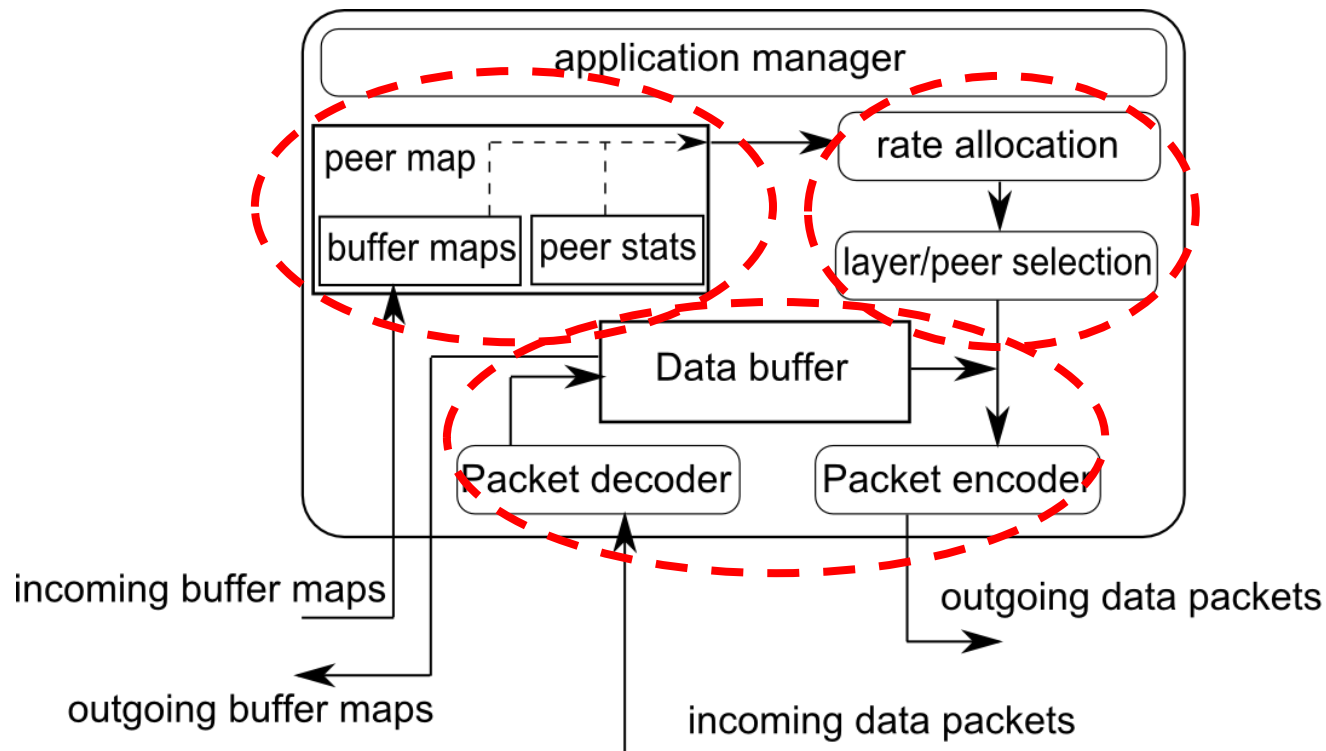 application manager
peer map
rate allocation
buffer maps
peer stats
layer/peer selection
Data buffer
Packet decoder
Packet encoder
incoming buffer maps
outgoing data packets
outgoing buffer maps
incoming data packets